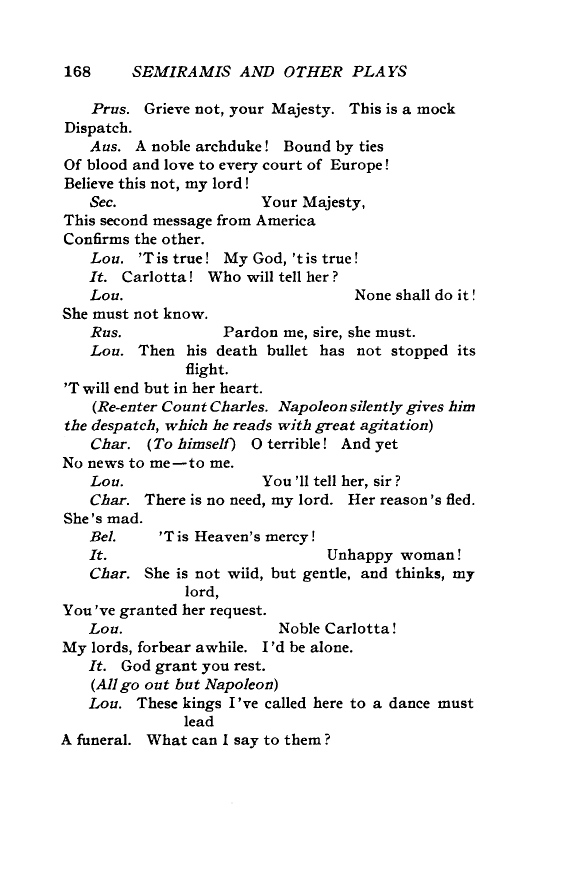 168 SEMIRAMIS AND OTHER PLAYS
Prus. Grieve not, your Majesty. This is a mock
Dispatch.
Aus. A noble archduke! Bound by ties
Of blood and love to every court of Europe!
Believe this not, my lord!
Sec. Your Majesty,
This second message from America
Confirms the other.
Lou. 'T is true! My God, 't is true!
It. Carlotta! Who will tell her?
Lou. None shall do it!
She must not know.
Rus. Pardon me, sire, she must.
Lou. Then his death bullet has not stopped its
flight.
'T will end but in her heart.
(Re-enter Count Charles. Napoleon silently gives him
the despatch, which he reads with great agitation)
Char. (To himself) O terrible! And yet
No news to me—to me.
Lou. You 'll tell her, sir?
Char. There is no need, my lord. Her reason's fled.
She's mad.
Bel. 'T is Heaven's mercy!
It. Unhappy woman!
Char. She is not wild, but gentle, and thinks, my
lord,
You 've granted her request.
Lou. Noble Carlotta!
My lords, forbear awhile. I 'd be alone.
It. God grant you rest.
(All go out but Napoleon)
Lou. These kings I 've called here to a dance must
lead
A funeral. What can I say to them?